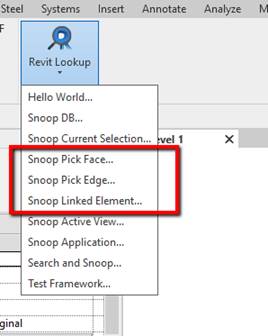 Steel Systems Insert Annotate Analyze M
F
Revit Lookup
Hello World...
Snoop DB...
Snoop Current Selection...
evel 1
Snoop Pick Face...
Snoop Pick Edge...
Snoop Linked Element...
Snoop Active View...
Snoop Application...
Search and Snoop...
Test Framework...
ginal